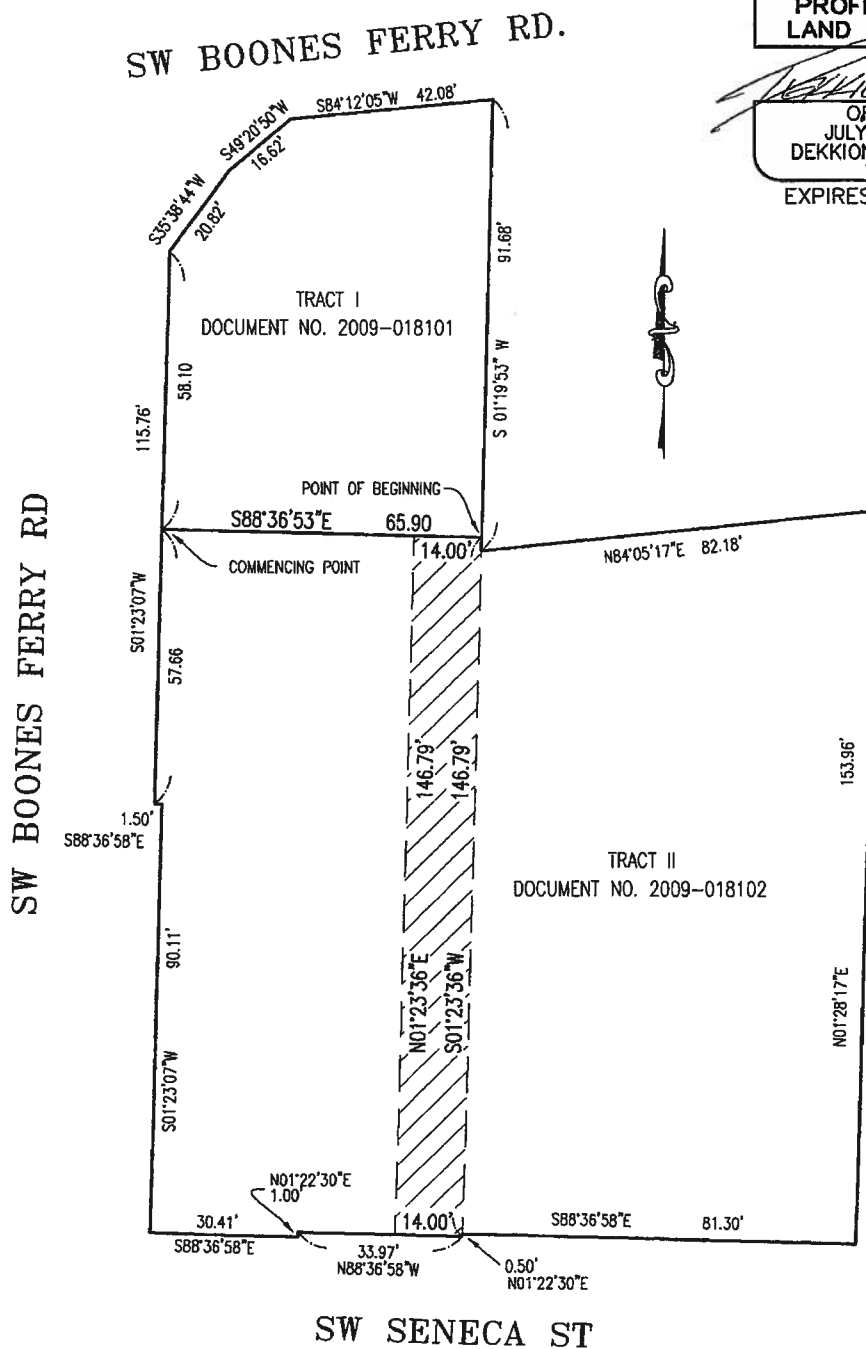 SW BOONES FERRY RD.
LAND
JULY
EXPIRES
S84°12'05"W 42.08'
S49°20'50"W
16.62'
S35°38'44"W
20.82'
91.68'
S 01°19'53" W
TRACT I
DOCUMENT NO. 2009-018101
58.10
115.76'
POINT OF BEGINNING
S88°36'53"E 65.90
14.00'
COMMENCING POINT
N84°05'17"E 82.18'
SW BOONES FERRY RD
S01°23'07"W
57.66
146.79'
146.79'
153.96'
1.50'
S88°36'58"E
TRACT II
DOCUMENT NO. 2009-018102
90.11'
S01°23'07"W
N01°23'36"E
S01°23'36"W
N01°28'17"E
N01°22'30"E
1.00'
30.41'
S88°36'58"E
14.00'
33.97'
N88°36'58"W
S88°36'58"E 81.30'
0.50'
N01°22'30"E
SW SENECA ST